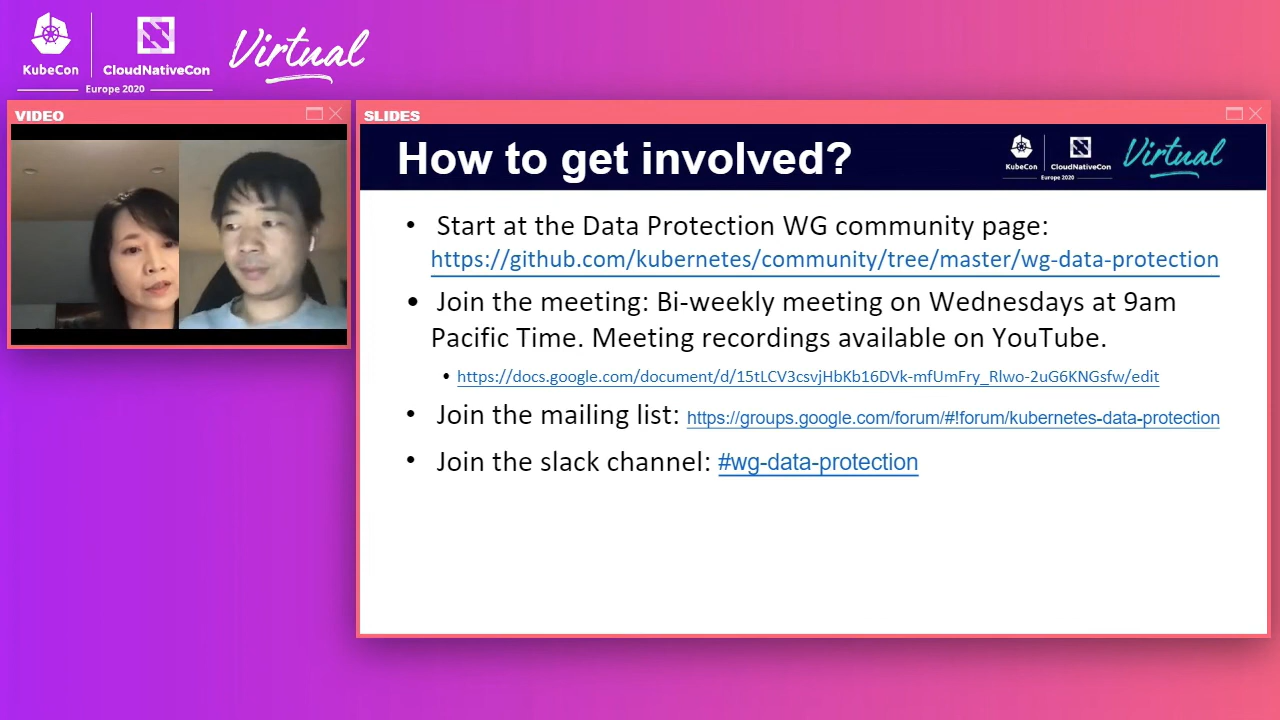 KubeCon
CloudNativeCon
Virtual
Europe 2020
VIDEO
SLIDES
How to get involved?
KubeCon
CloudNativeCon
Virtual
Europe 2020
• Start at the Data Protection WG community page:
https://github.com/kubernetes/community/tree/master/wg-data-protection
• Join the meeting: Bi-weekly meeting on Wednesdays at 9am
Pacific Time. Meeting recordings available on YouTube.
• https://docs.google.com/document/d/15tLCV3csvjHbKb16DVk-mfUmFry_Rlwo-2uG6KNGsfw/edit
• Join the mailing list: https://groups.google.com/forum/#!forum/kubernetes-data-protection
• Join the slack channel: #wg-data-protection